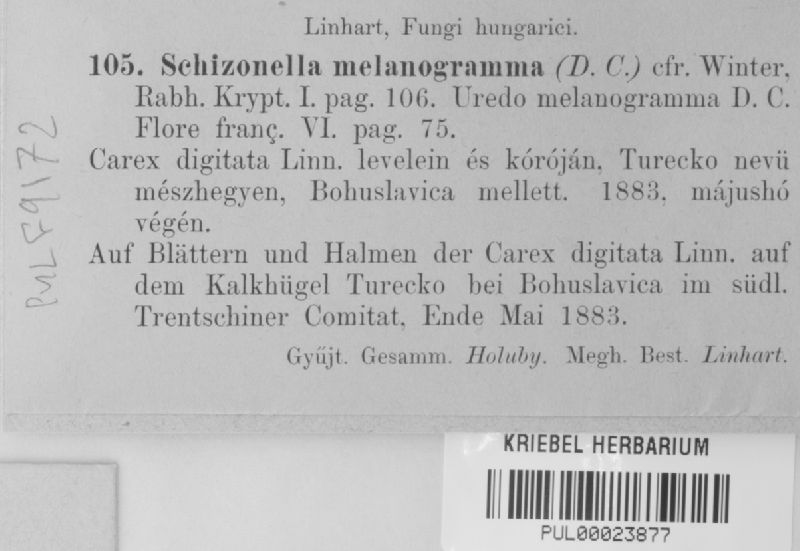 Linhart, Fungi hungarici.
105. Schizonella melanogramma (D. C.) cfr. Winter,
Rabh. Krypt. I. pag. 106. Uredo melanogramma D. C.
Flore franç. VI. pag. 75.
Carex digitata Linn. levelein és kóróján, Turecko nevü
mészhegyen, Bohuslavica mellett. 1883. májushó
végén.
Auf Blättern und Halmen der Carex digitata Linn. auf
dem Kalkhügel Turecko bei Bohuslavica im südl.
Trentschiner Comitat, Ende Mai 1883.
Gyűjt. Gesamm. Holuby. Megh. Best. Linhart.
KRIEBEL HERBARIUM
PUL00023877